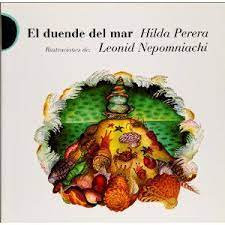 El duende del mar Hilda Perera
Ilustraciones de: Leonid Nepomniachi